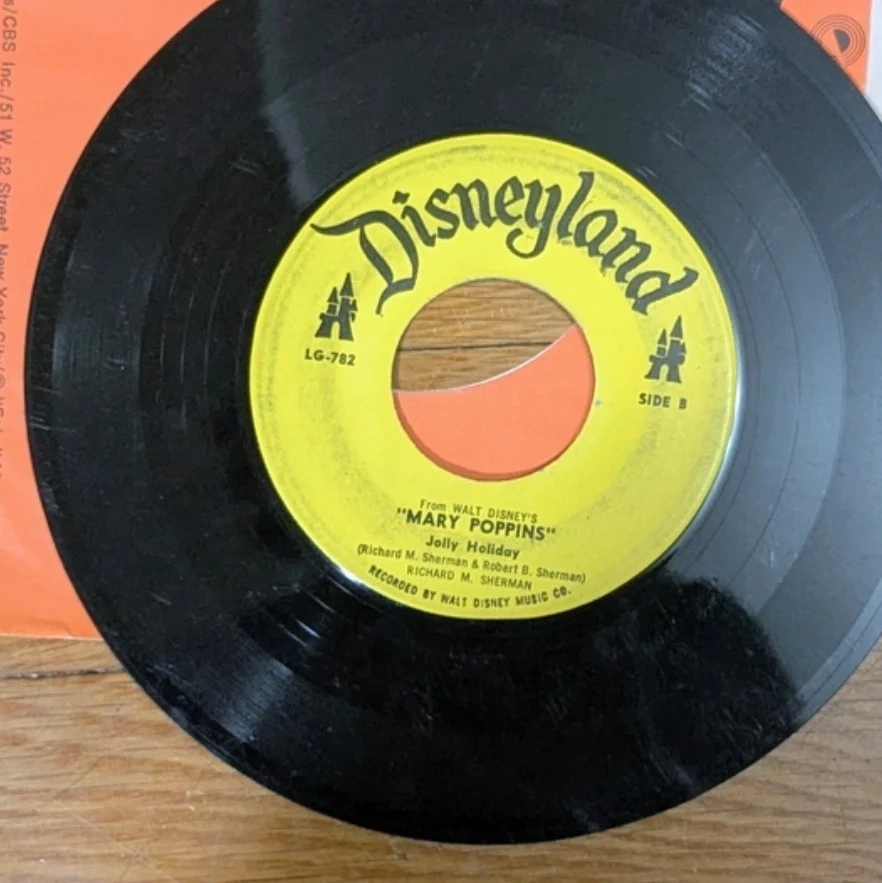 s/CBS Inc./51 W. 52 Street, New York City
Disneyland
LG-782
SIDE B
From WALT DISNEY'S
"MARY POPPINS"
Jolly Holiday
(Richard M. Sherman & Robert B. Sherman)
RICHARD M. SHERMAN
RECORDED BY WALT DISNEY MUSIC CO.